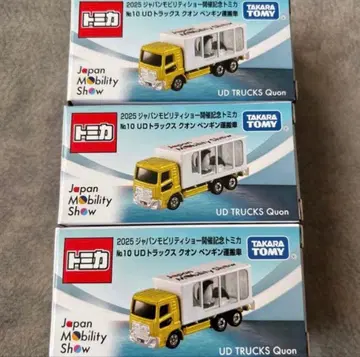 トミカ
2025 ジャパンモビリティショー開催記念トミカ
№10 UDトラックス クオン ペンギン運搬車
TAKARA TOMY
Japan
Mobility
Show
UD TRUCKS Quon
トミカ
2025 ジャパンモビリティショー開催記念トミカ
№10 UDトラックス クオン ペンギン運搬車
TAKARA TOMY
Japan
Mobility
Show
UD TRUCKS Quon
トミカ
2025 ジャパンモビリティショー開催記念トミカ
№10 UDトラックス クオン ペンギン運搬車
TAKARA TOMY
Japan
Mobility
Show
UD TRUCKS Quon